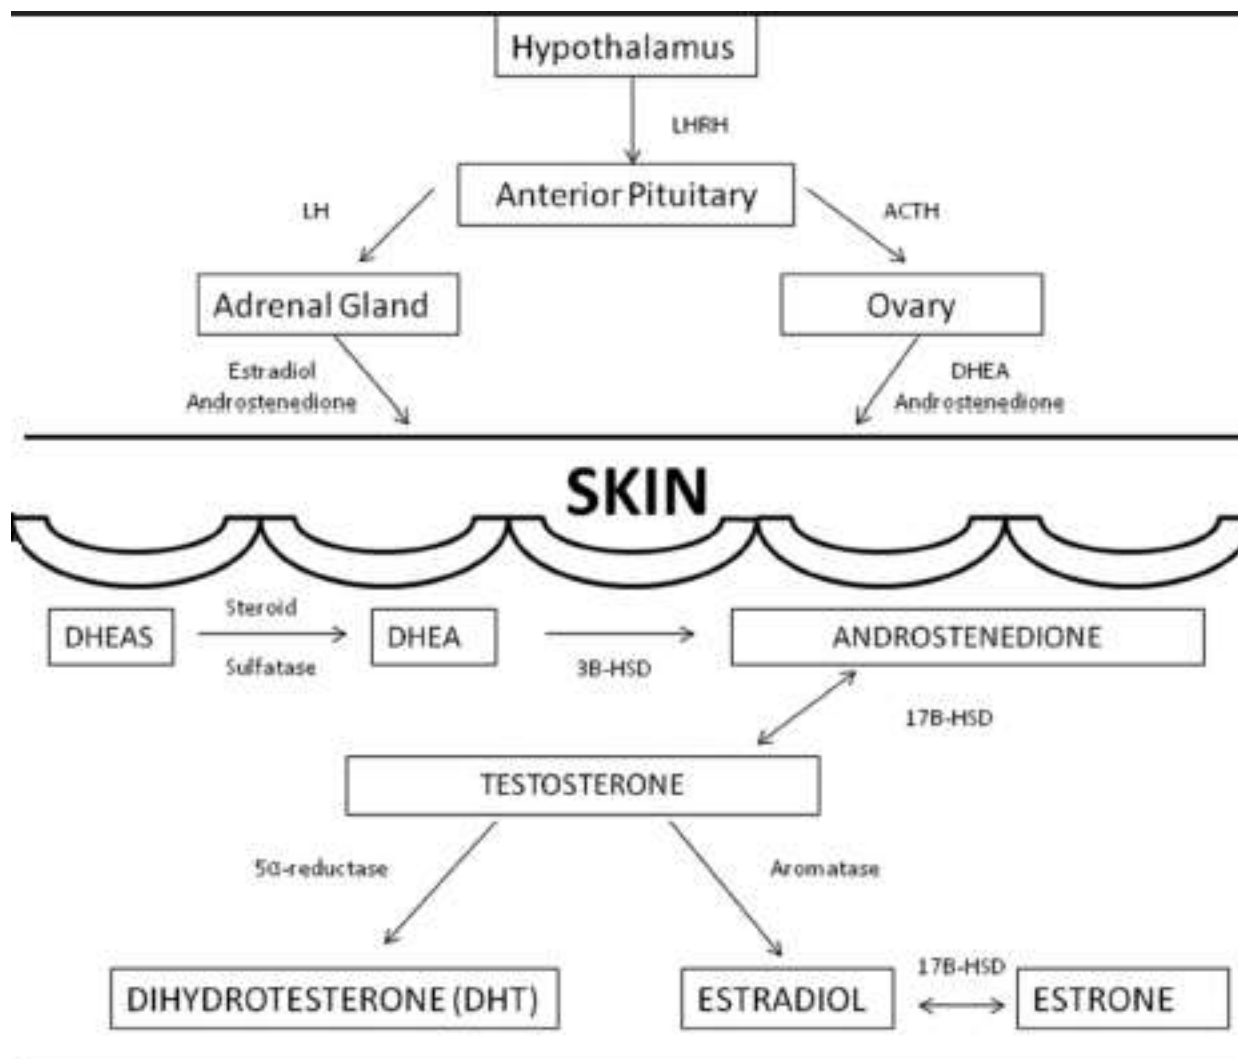 Hypothalamus
LHRH
Anterior Pituitary
LH
ACTH
Adrenal Gland
Ovary
Estradiol
Androstenedione
DHEA
Androstenedione
SKIN
DHEAS
Steroid
Sulfatase
DHEA
3B-HSD
ANDROSTENEDIONE
17B-HSD
TESTOSTERONE
5α-reductase
Aromatase
DIHYDROTESTERONE (DHT)
ESTRADIOL
17B-HSD
ESTRONE